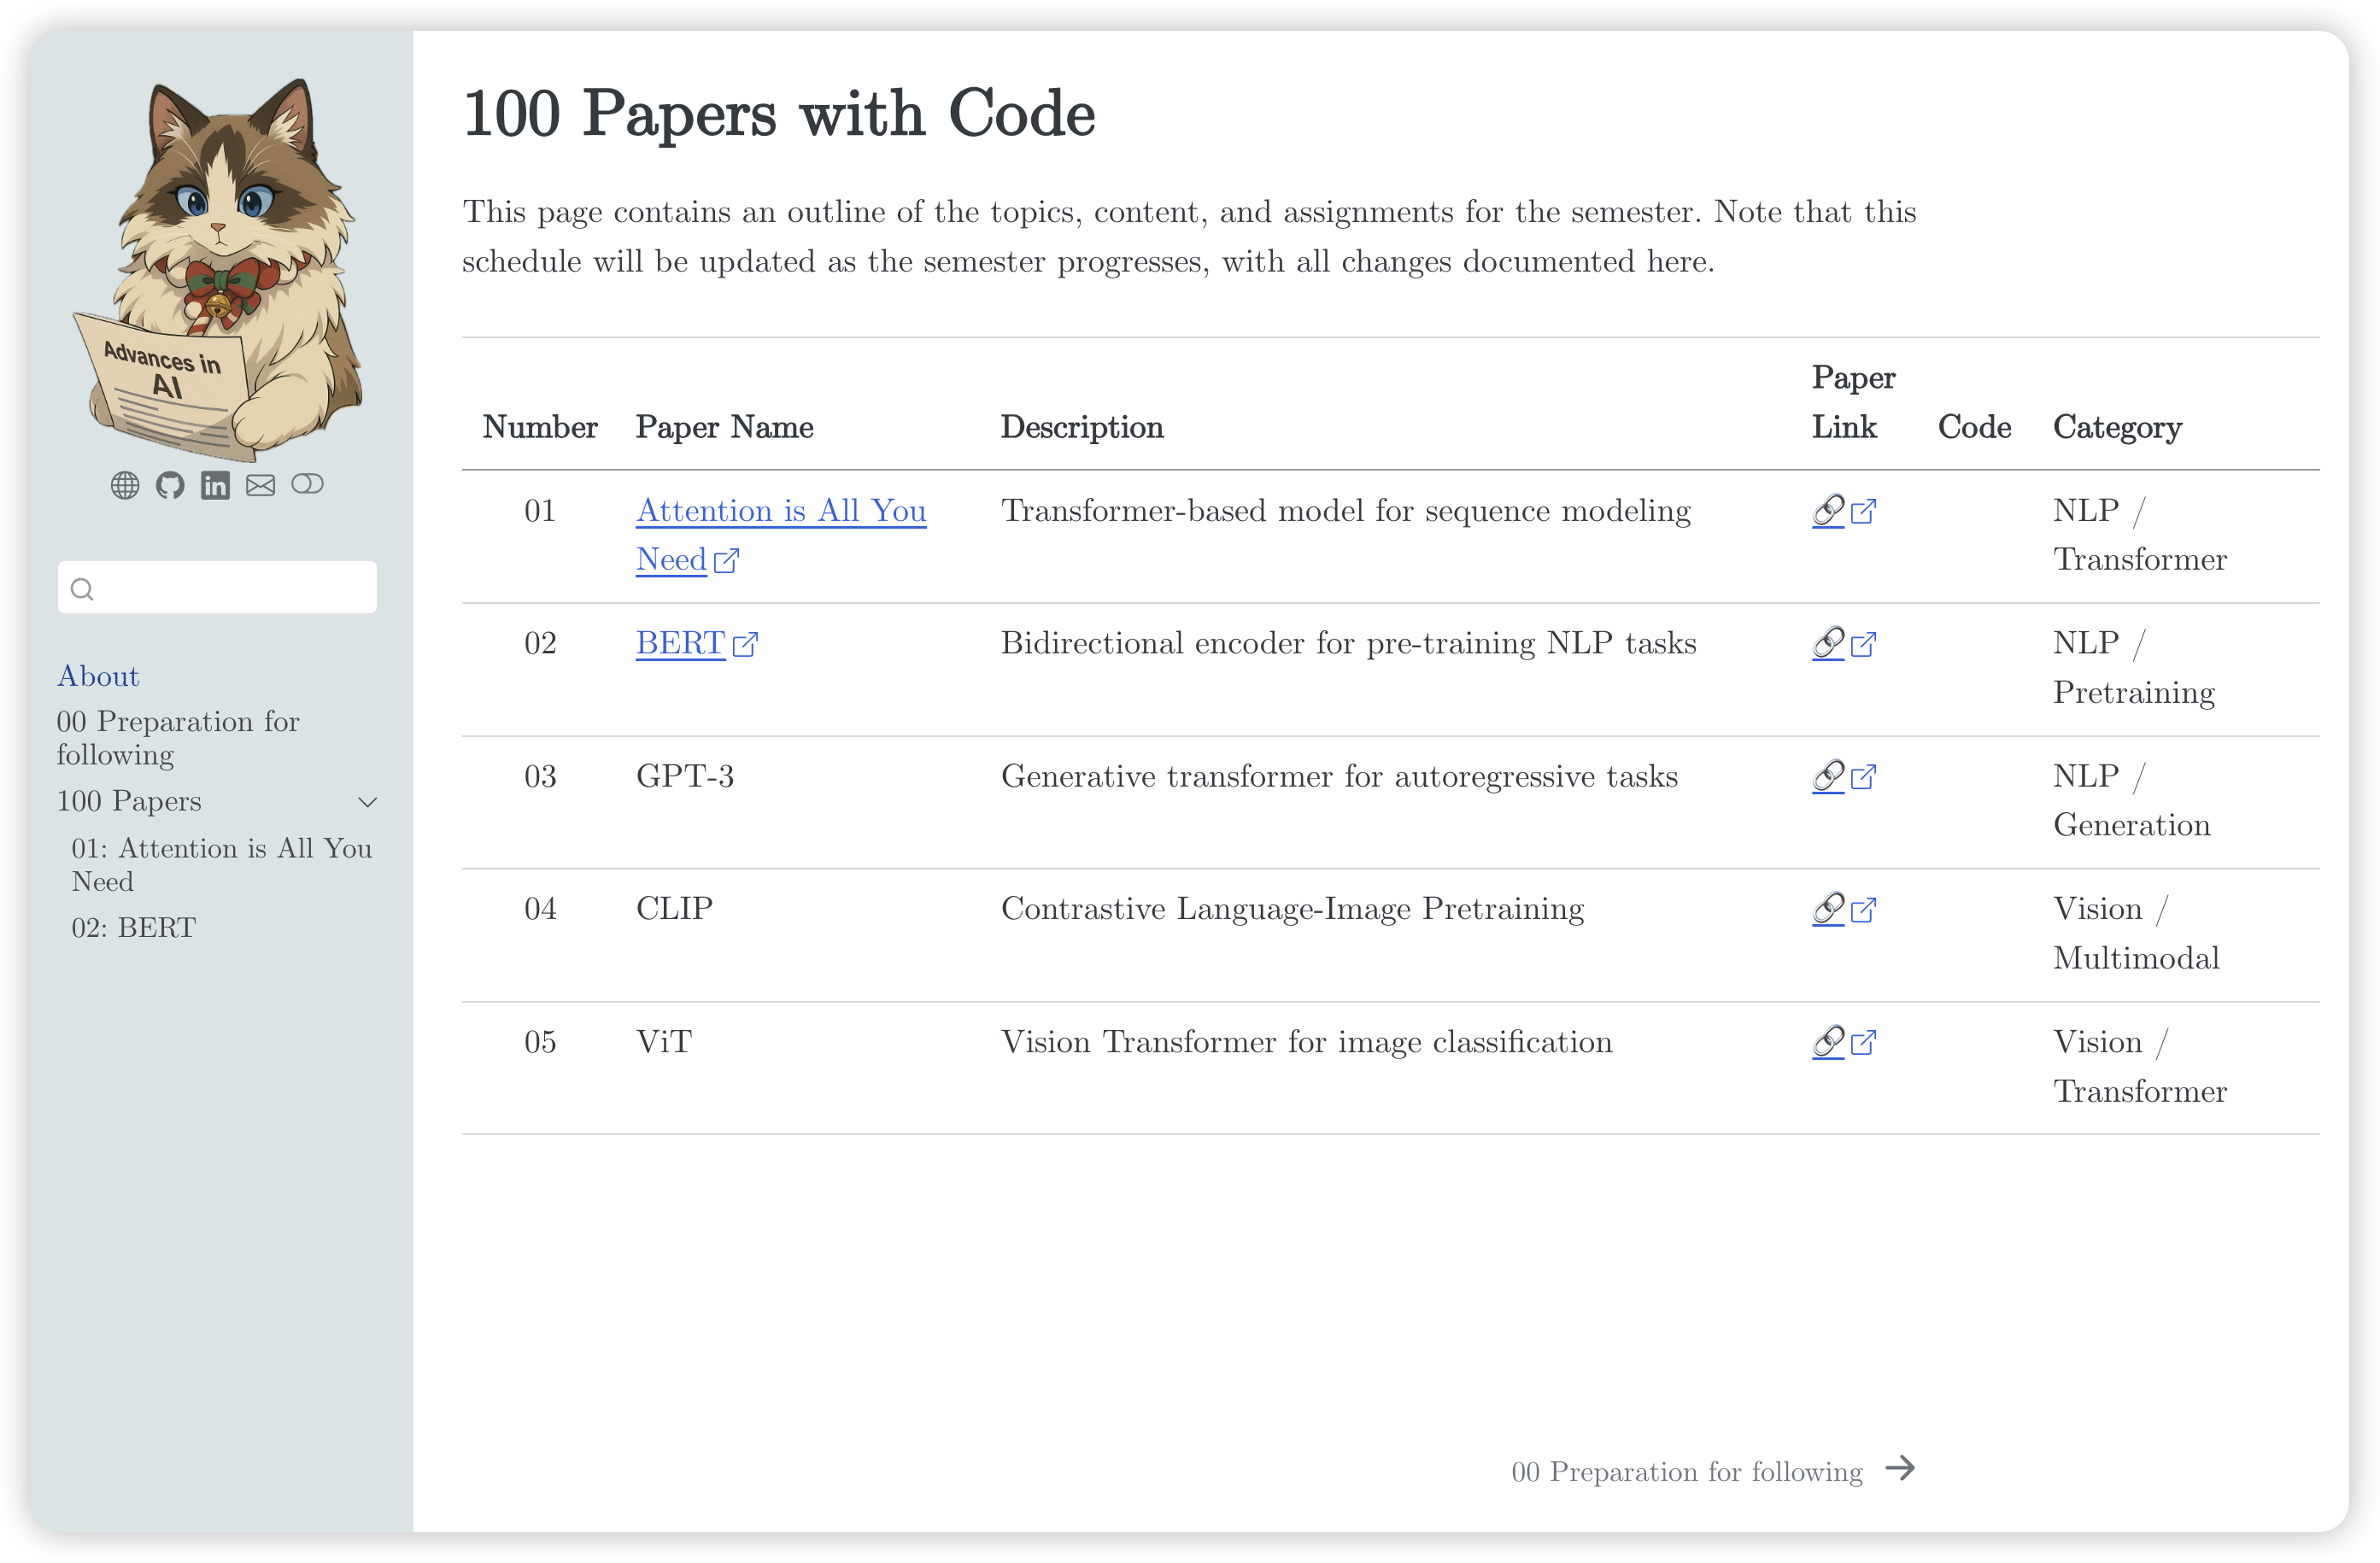 Advances in
AI
About
00 Preparation for
following
100 Papers
01: Attention is All You
Need
02: BERT
100 Papers with Code
This page contains an outline of the topics, content, and assignments for the semester. Note that this
schedule will be updated as the semester progresses, with all changes documented here.
Number Paper Name Description Paper Link Code Category
01 Attention is All You Need Transformer-based model for sequence modeling NLP / Transformer
02 BERT Bidirectional encoder for pre-training NLP tasks NLP / Pretraining
03 GPT-3 Generative transformer for autoregressive tasks NLP / Generation
04 CLIP Contrastive Language-Image Pretraining Vision / Multimodal
05 ViT Vision Transformer for image classification Vision / Transformer
00 Preparation for following